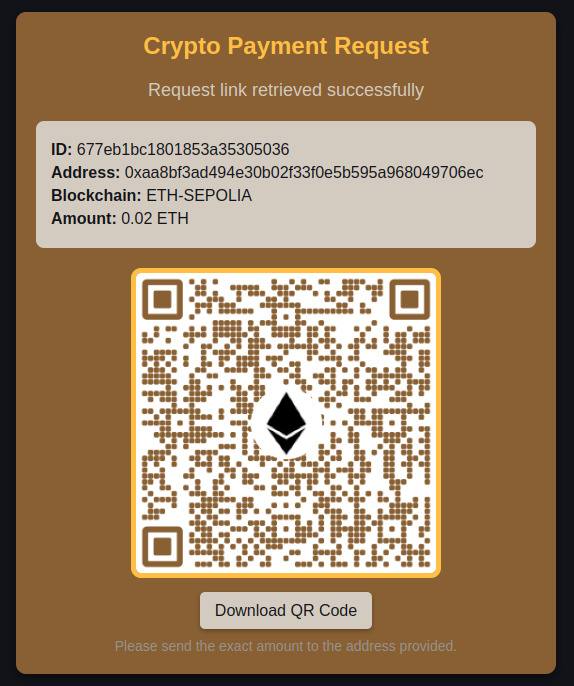 Crypto Payment Request
Request link retrieved successfully
ID: 677eb1bc1801853a35305036
Address: 0xaa8bf3ad494e30b02f33f0e5b595a968049706ec
Blockchain: ETH-SEPOLIA
Amount: 0.02 ETH
Download QR Code
Please send the exact amount to the address provided.